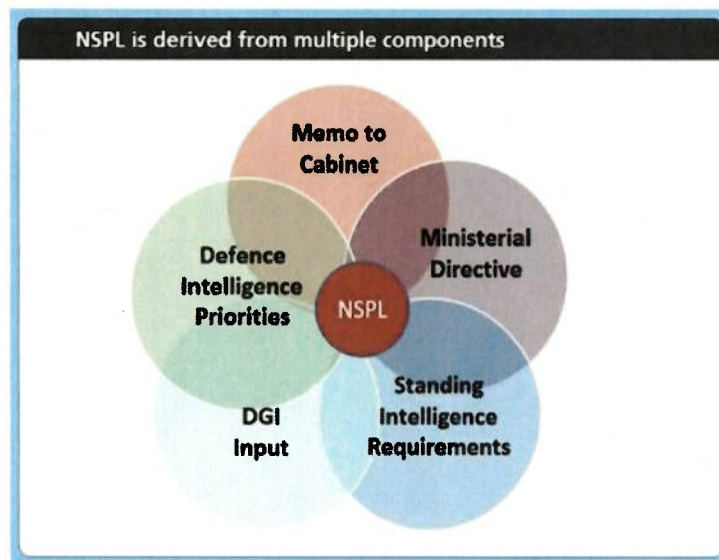 NSPL is derived from multiple components
Memo to
Cabinet
Ministerial
Directive
Defence
Intelligence
Priorities
NSPL
Standing
Intelligence
Requirements
DGI
Input